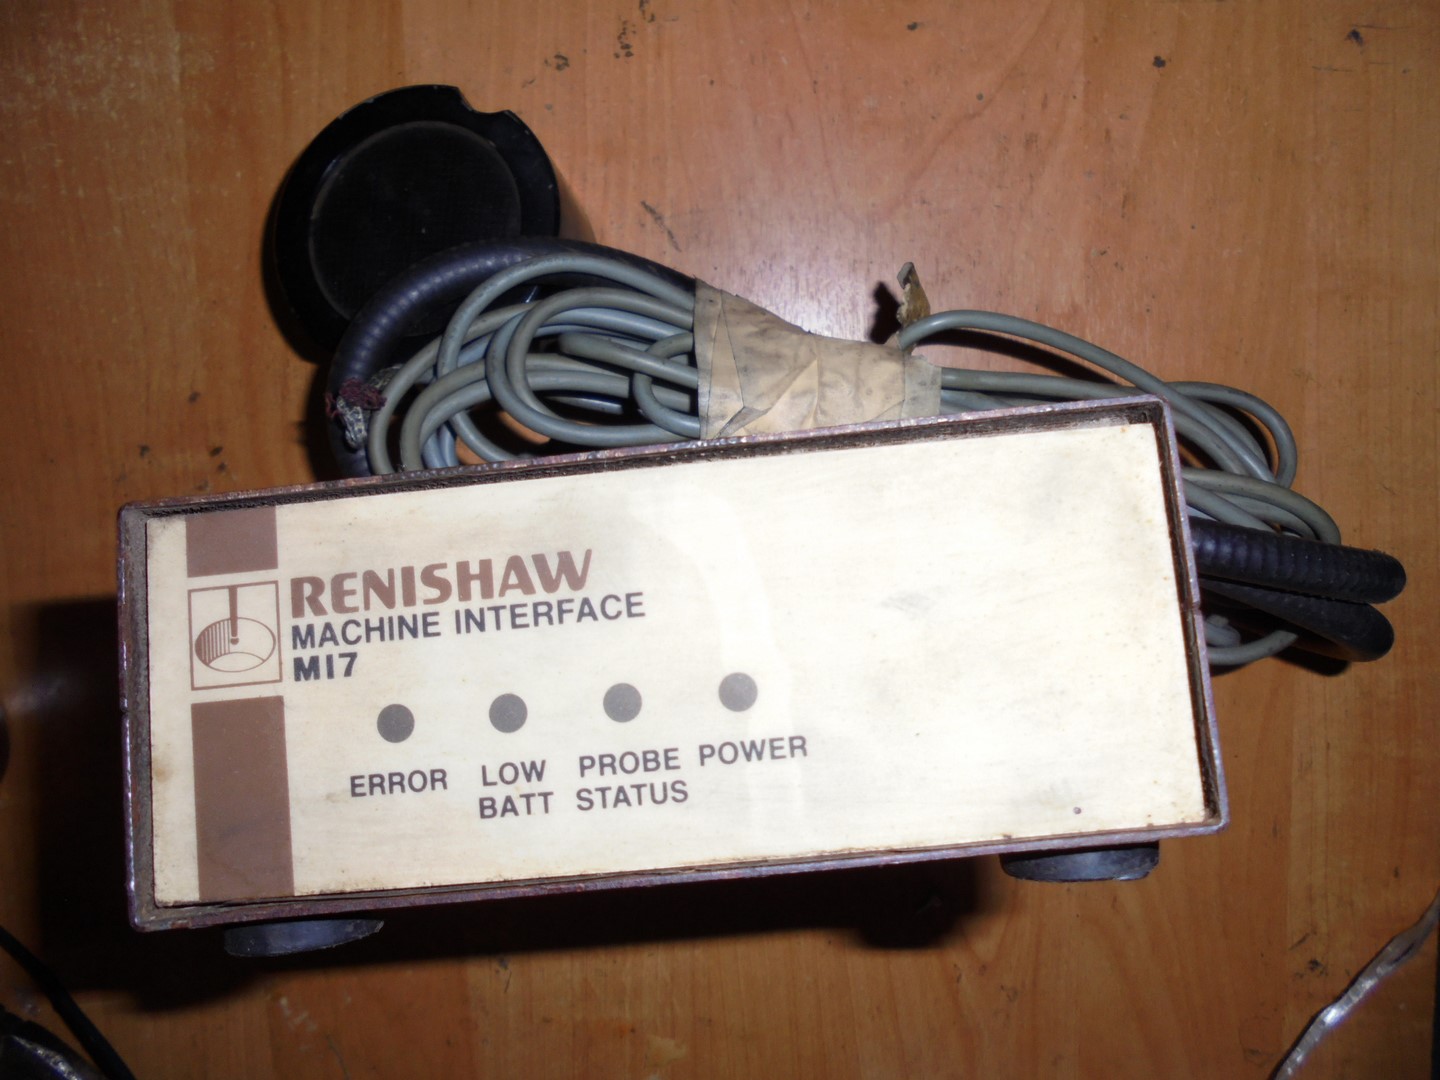 RENISHAW
MACHINE INTERFACE
MI7
ERROR
LOW
BATT
PROBE
STATUS
POWER